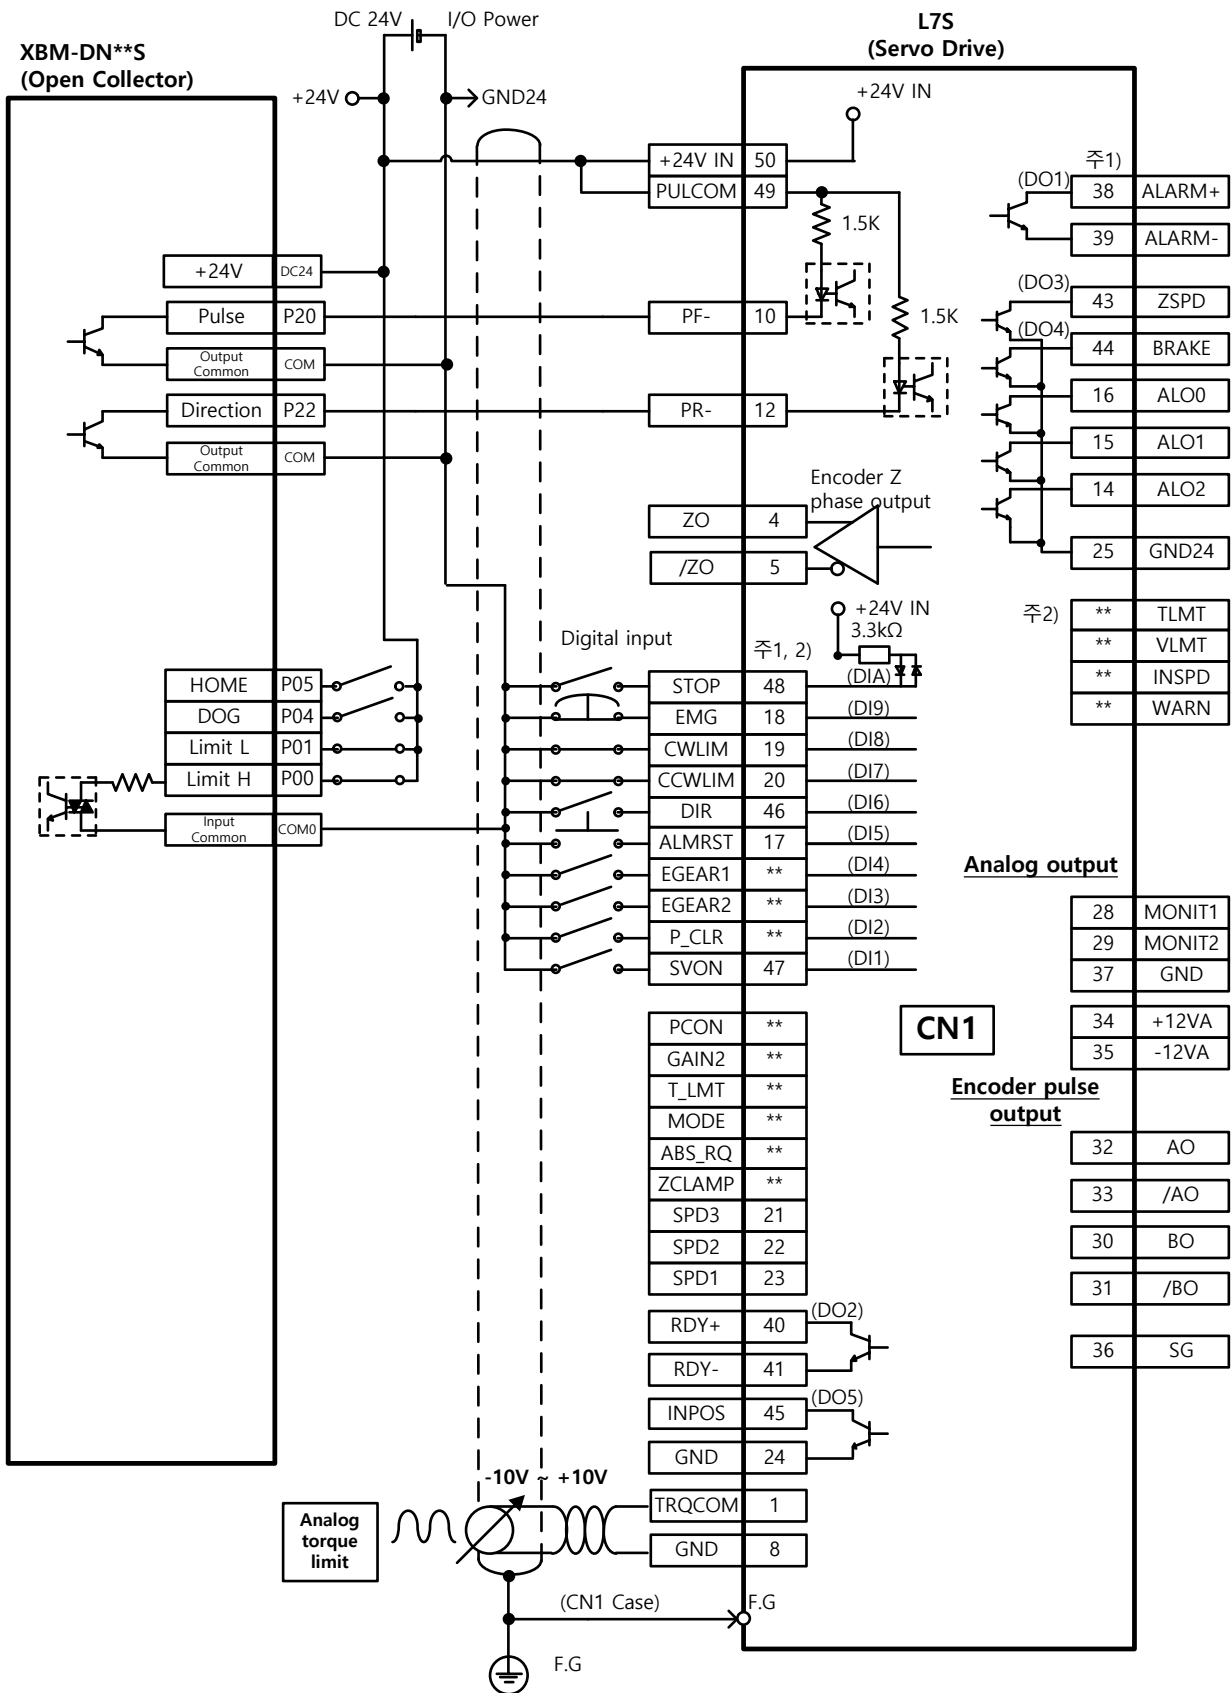 DC 24V
I/O Power
L7S
(Servo Drive)
XBM-DN**S
(Open Collector)
+24V
GND24
+24V IN
+24V IN 50
PULCOM 49
1.5K
1.5K
+24V DC24
Pulse P20
Output
Common
COM
Direction P22
Output
Common
COM
PF- 10
PR- 12
Encoder Z
phase output
ZO 4
/ZO 5
+24V IN
3.3kΩ
Digital input
주1, 2)
HOME P05
DOG P04
Limit L P01
Limit H P00
Input
Common
COM0
STOP 48 (DIA)
EMG 18 (DI9)
CWLIM 19 (DI8)
CCWLIM 20 (DI7)
DIR 46 (DI6)
ALMRST 17 (DI5)
EGEAR1 ** (DI4)
EGEAR2 ** (DI3)
P_CLR ** (DI2)
SVON 47 (DI1)
PCON **
GAIN2 **
T_LMT **
MODE **
ABS_RQ **
ZCLAMP **
SPD3 21
SPD2 22
SPD1 23
RDY+ 40 (DO2)
RDY- 41
INPOS 45 (DO5)
GND 24
-10V ~ +10V
Analog
torque
limit
TRQCOM 1
GND 8
(CN1 Case)
F.G
F.G
주1)
(DO1) 38 ALARM+
39 ALARM-
(DO3) 43 ZSPD
(DO4) 44 BRAKE
16 ALO0
15 ALO1
14 ALO2
25 GND24
주2)
** TLMT
** VLMT
** INSPD
** WARN
Analog output
28 MONIT1
29 MONIT2
37 GND
34 +12VA
35 -12VA
CN1
Encoder pulse
output
32 AO
33 /AO
30 BO
31 /BO
36 SG